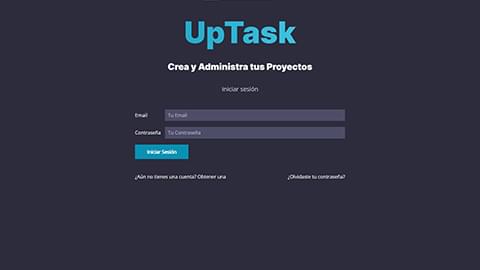 UpTask
Crea y Administra tus Proyectos
Iniciar sesión
Email Tu Email
Contraseña Tu Contraseña
Iniciar Sesión
¿Aún no tienes una cuenta? Obtener una ¿Olvidaste tu contraseña?